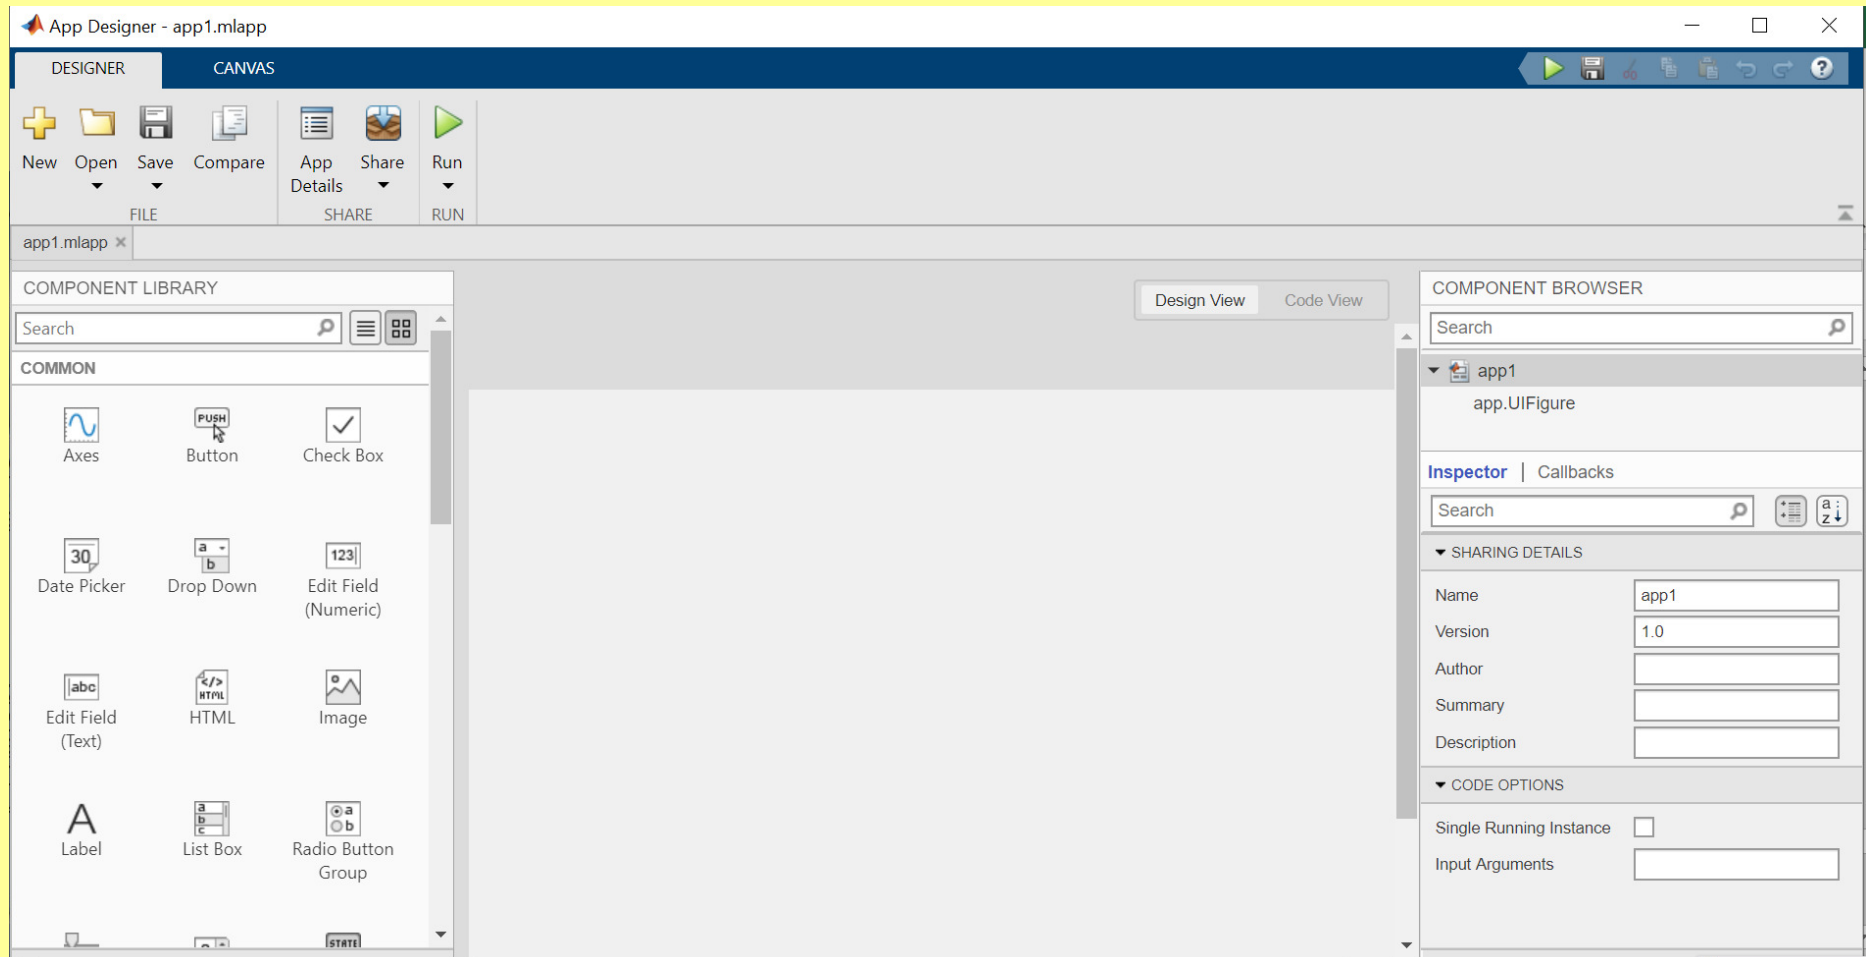 App Designer - app1.mlapp
DESIGNER CANVAS
New Open Save Compare App Details Share Run
FILE SHARE RUN
app1.mlapp
COMPONENT LIBRARY
Search
COMMON
PUSH
Axes Button Check Box
30 a b 123
Date Picker Drop Down Edit Field (Numeric)
abc </> HTML
Edit Field (Text) HTML Image
A a b c a b
Label List Box Radio Button Group
STATE
Design View Code View
COMPONENT BROWSER
Search
app1
app.UIFigure
Inspector | Callbacks
Search
a z
SHARING DETAILS
Name app1
Version 1.0
Author
Summary
Description
CODE OPTIONS
Single Running Instance
Input Arguments